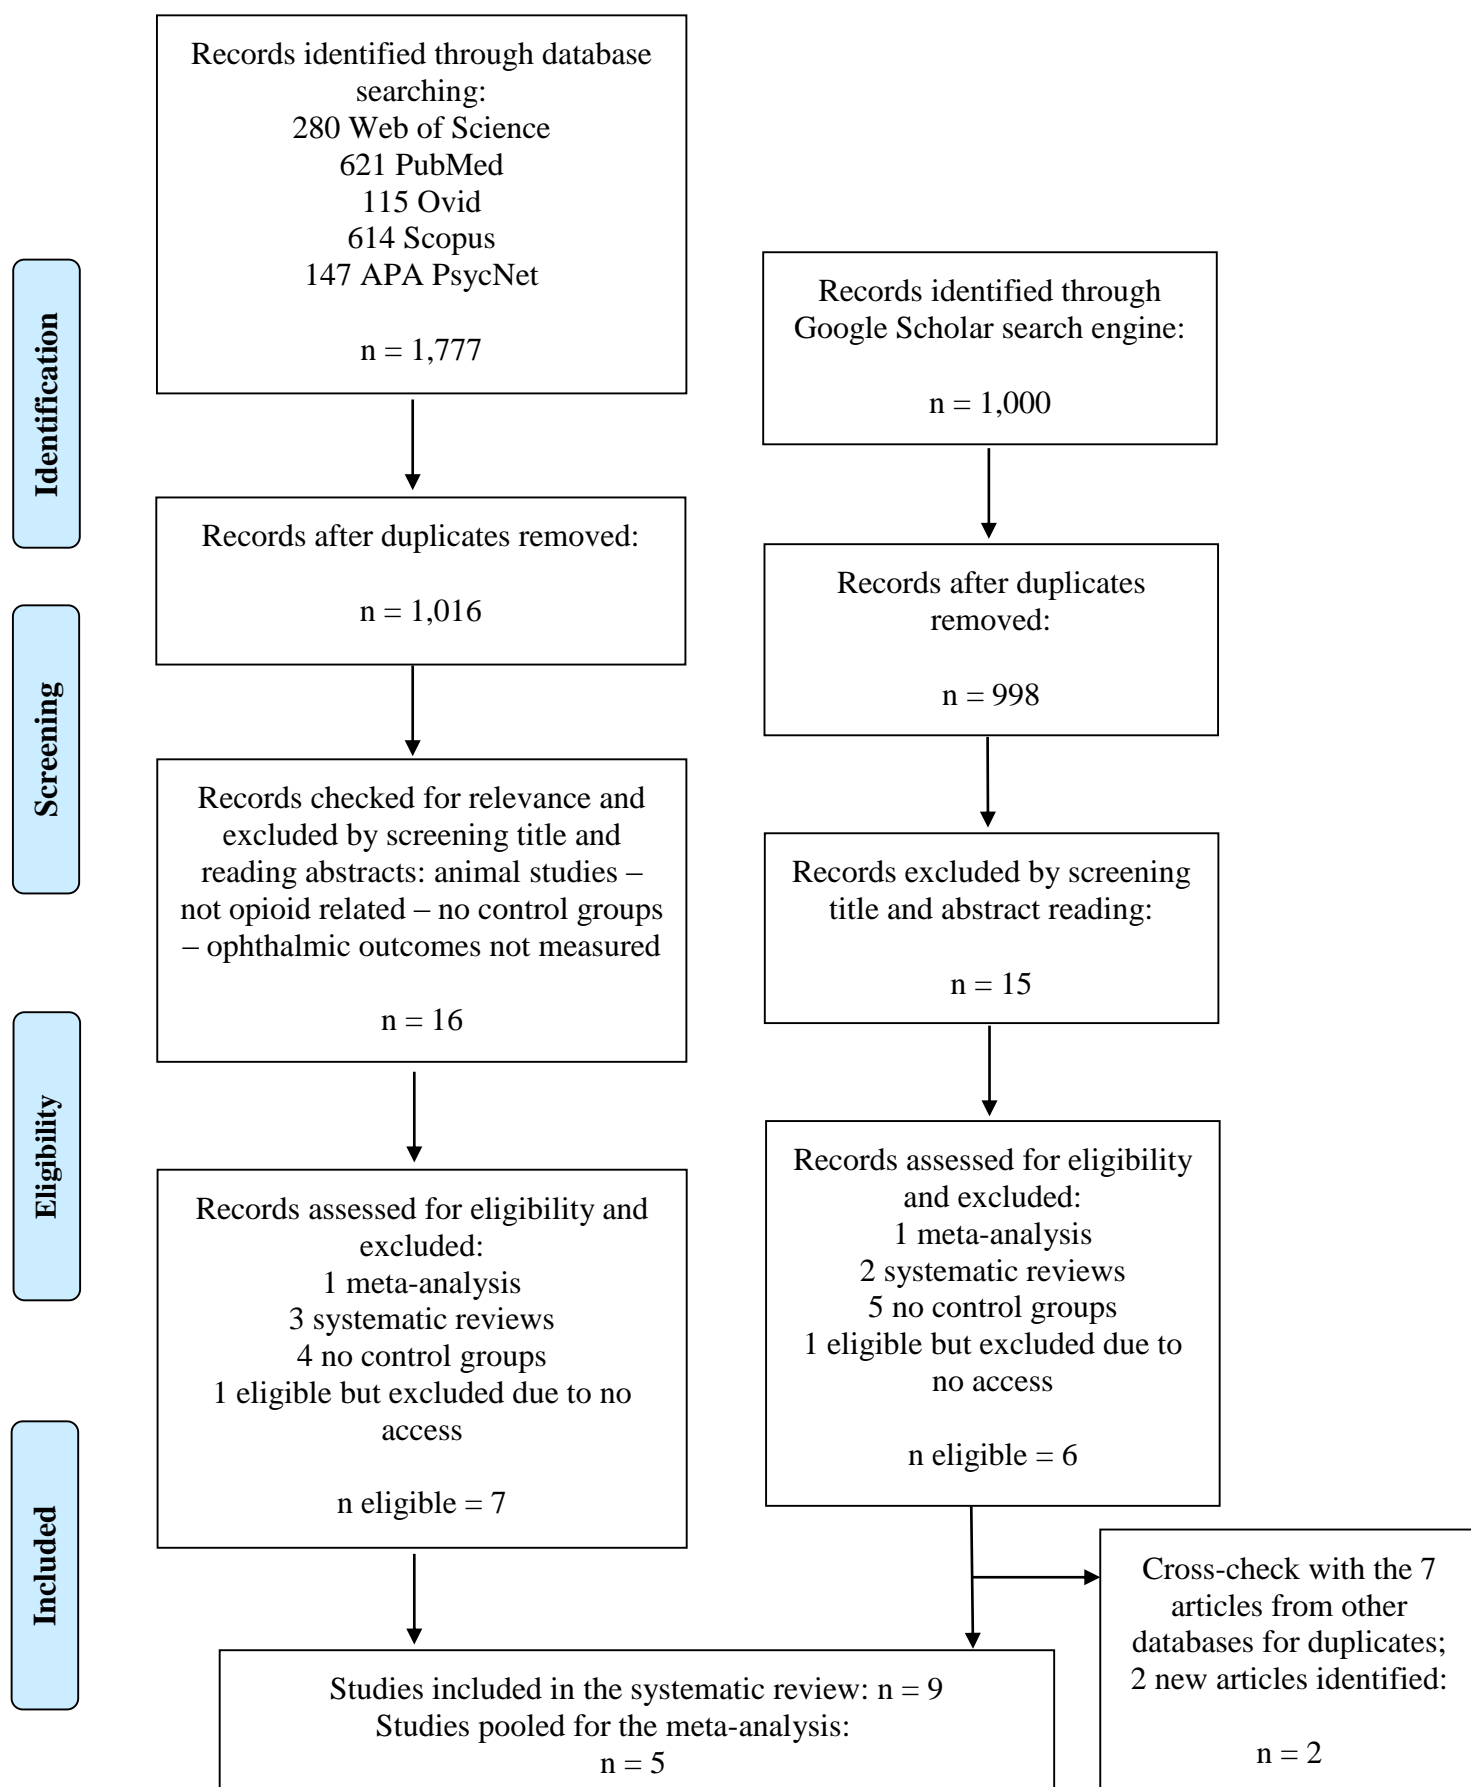 Records identified through database
searching:
280 Web of Science
621 PubMed
115 Ovid
614 Scopus
147 APA PsycNet
n = 1,777
Records identified through
Google Scholar search engine:
n = 1,000
Identification
Records after duplicates removed:
n = 1,016
Records after duplicates
removed:
n = 998
Screening
Records checked for relevance and
excluded by screening title and
reading abstracts: animal studies –
not opioid related – no control groups
– ophthalmic outcomes not measured
n = 16
Records excluded by screening
title and abstract reading:
n = 15
Eligibility
Records assessed for eligibility and
excluded:
1 meta-analysis
3 systematic reviews
4 no control groups
1 eligible but excluded due to no
access
n eligible = 7
Records assessed for eligibility
and excluded:
1 meta-analysis
2 systematic reviews
5 no control groups
1 eligible but excluded due to
no access
n eligible = 6
Included
Cross-check with the 7
articles from other
databases for duplicates;
2 new articles identified:
n = 2
Studies included in the systematic review: n = 9
Studies pooled for the meta-analysis:
n = 5